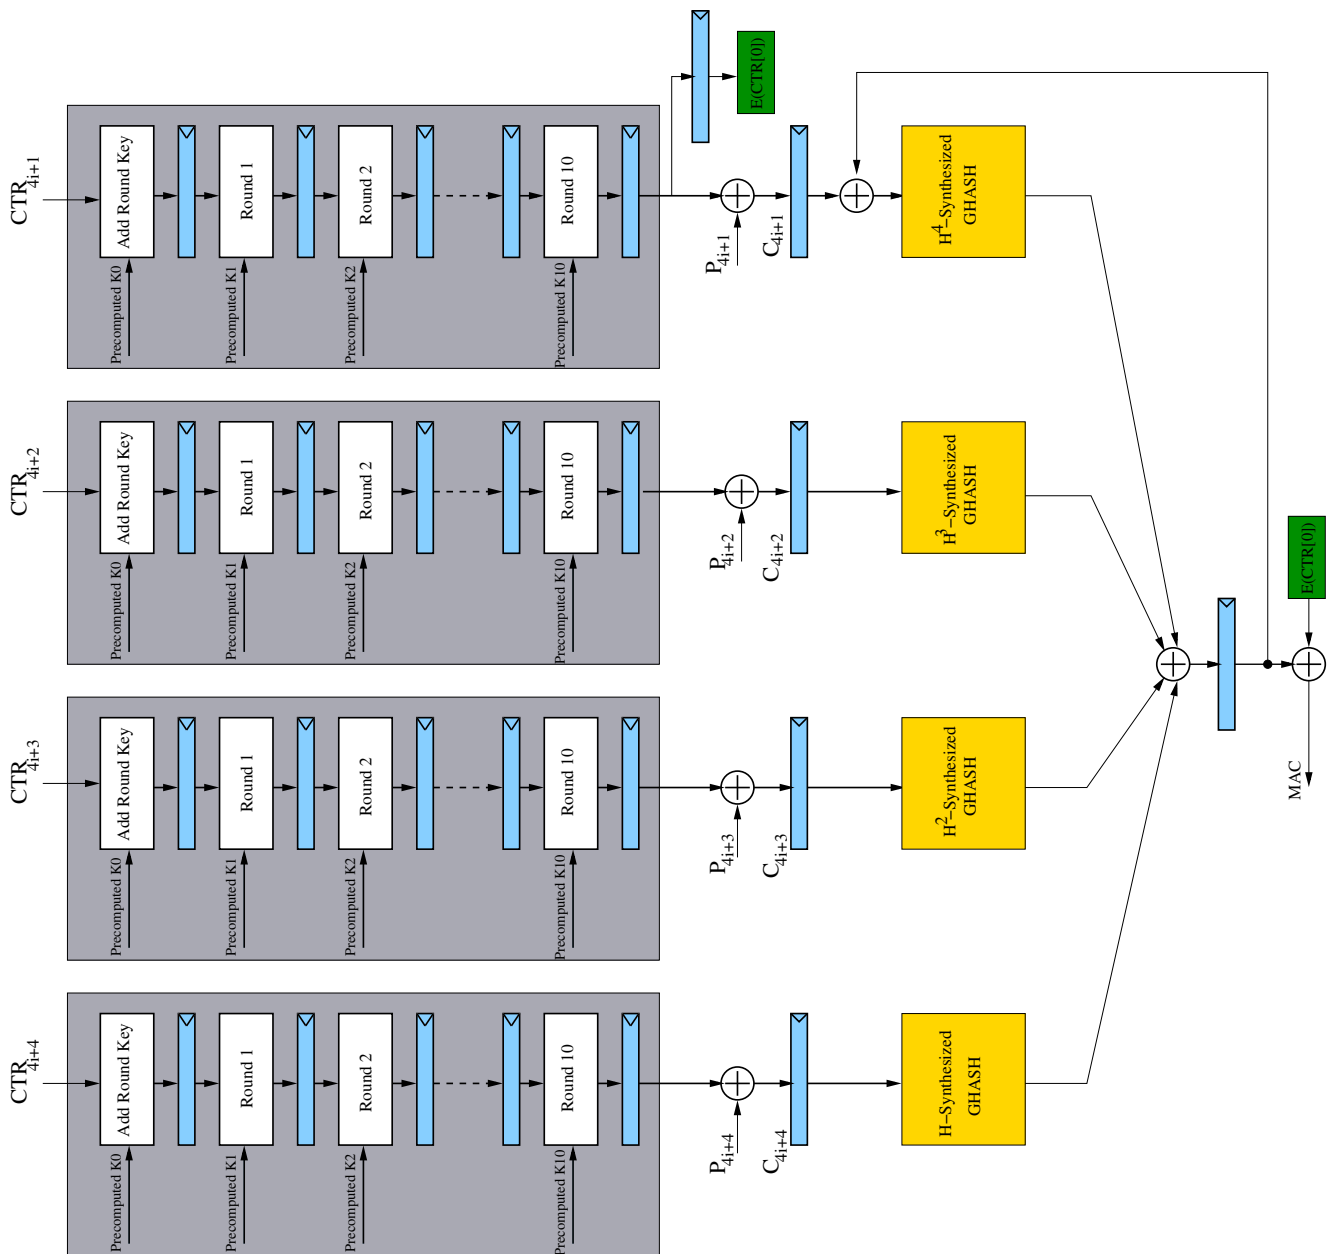 CTR4i+1
Add Round Key
Round 1
Round 2
Round 10
Precomputed K0
Precomputed K1
Precomputed K2
Precomputed K10
E(CTR[0])
P4i+1
C4i+1
H4−Synthesized
GHASH
CTR4i+2
Add Round Key
Round 1
Round 2
Round 10
Precomputed K0
Precomputed K1
Precomputed K2
Precomputed K10
P4i+2
C4i+2
H3−Synthesized
GHASH
CTR4i+3
Add Round Key
Round 1
Round 2
Round 10
Precomputed K0
Precomputed K1
Precomputed K2
Precomputed K10
P4i+3
C4i+3
H2−Synthesized
GHASH
CTR4i+4
Add Round Key
Round 1
Round 2
Round 10
Precomputed K0
Precomputed K1
Precomputed K2
Precomputed K10
P4i+4
C4i+4
H−Synthesized
GHASH
E(CTR[0])
MAC